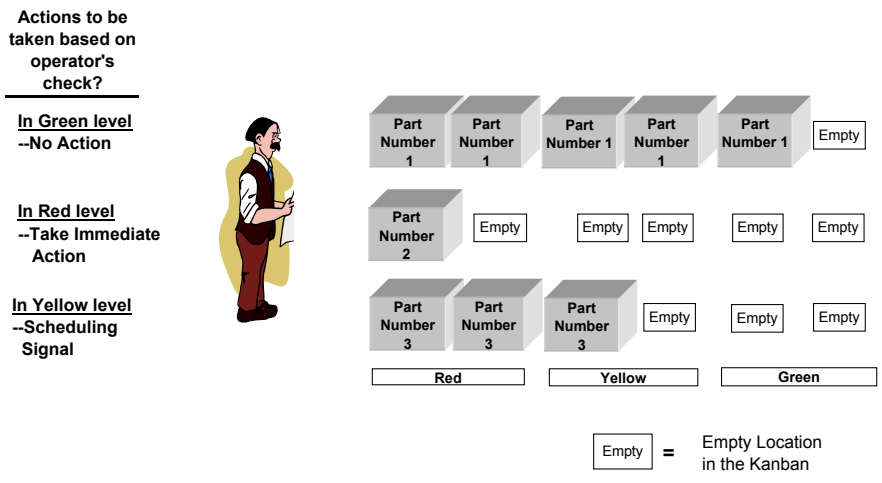 Actions to be
taken based on
operator's
check?
In Green level
--No Action
Part
Number
1
Part
Number
1
Part
Number 1
Part
Number
1
Part
Number 1
Empty
In Red level
--Take Immediate
Action
Part
Number
2
Empty
Empty
Empty
Empty
Empty
In Yellow level
--Scheduling
Signal
Part
Number
3
Part
Number
3
Part
Number
3
Empty
Empty
Empty
Red
Yellow
Green
Empty = Empty Location
in the Kanban